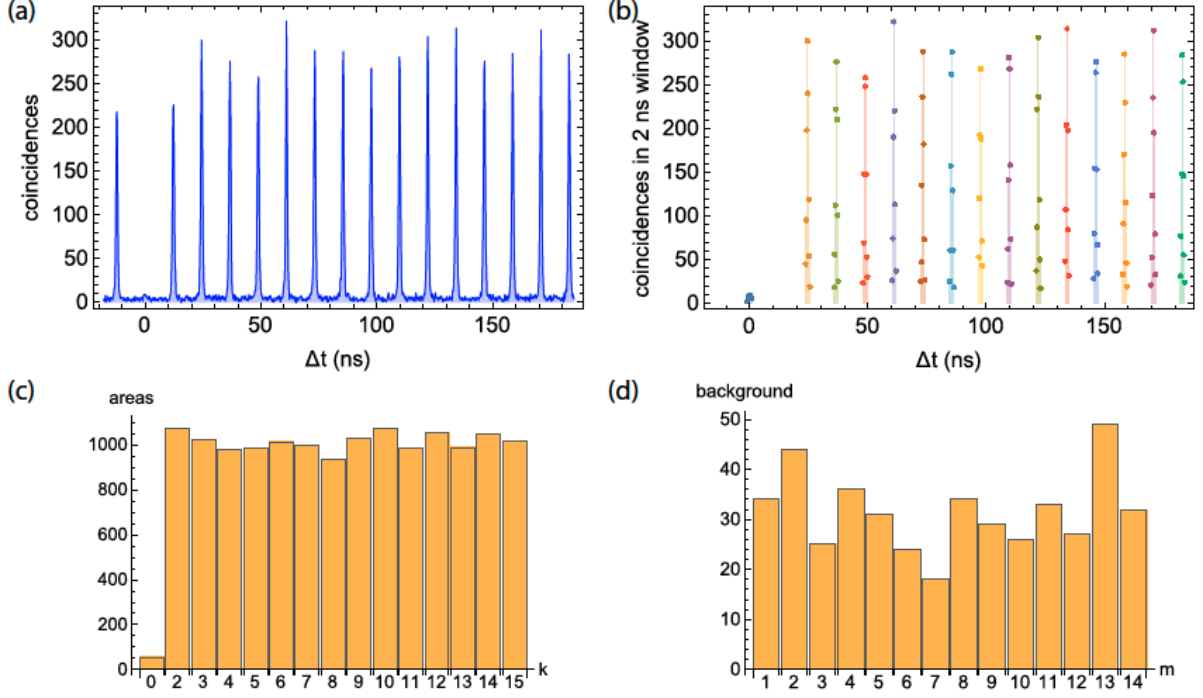 (a)
coincidences
300
250
200
150
100
50
0
0 50 100 150
Δt (ns)
(b)
coincidences in 2 ns window
300
250
200
150
100
50
0
0 50 100 150
Δt (ns)
(c)
areas
1000
800
600
400
200
0
0 2 3 4 5 6 7 8 9 10 11 12 13 14 15 k
(d)
background
50
40
30
20
10
0
1 2 3 4 5 6 7 8 9 10 11 12 13 14 m